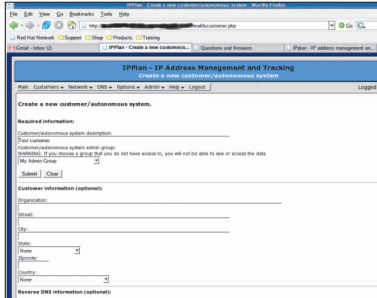 IPPlan - Create a new customer/autonomous system - Mozilla Firefox
File Edit View Go Bookmarks Tools Help
http modifycustomer.php Go
Red Hat Network Support Shop Products Training
Gmail - Inbox (2) IPPlan - Create a new customer/a... Questions and Answers IPplan - IP address management an...
IPPlan - IP Address Management and Tracking
Create a new customer/autonomous system
Main Customers Network DNS Options Admin Help Logout Logged
Create a new customer/autonomous system.
Required information:
Customer/autonomous system description:
Test customer
Customer/autonomous system admin group:
WARNING: If you choose a group that you do not have access to, you will not be able to see or access the data
My Admin Group
Submit Clear
Customer information (optional):
Organization:
Street:
City:
State:
None
Zipcode:
Country:
None
Reverse DNS information (optional):